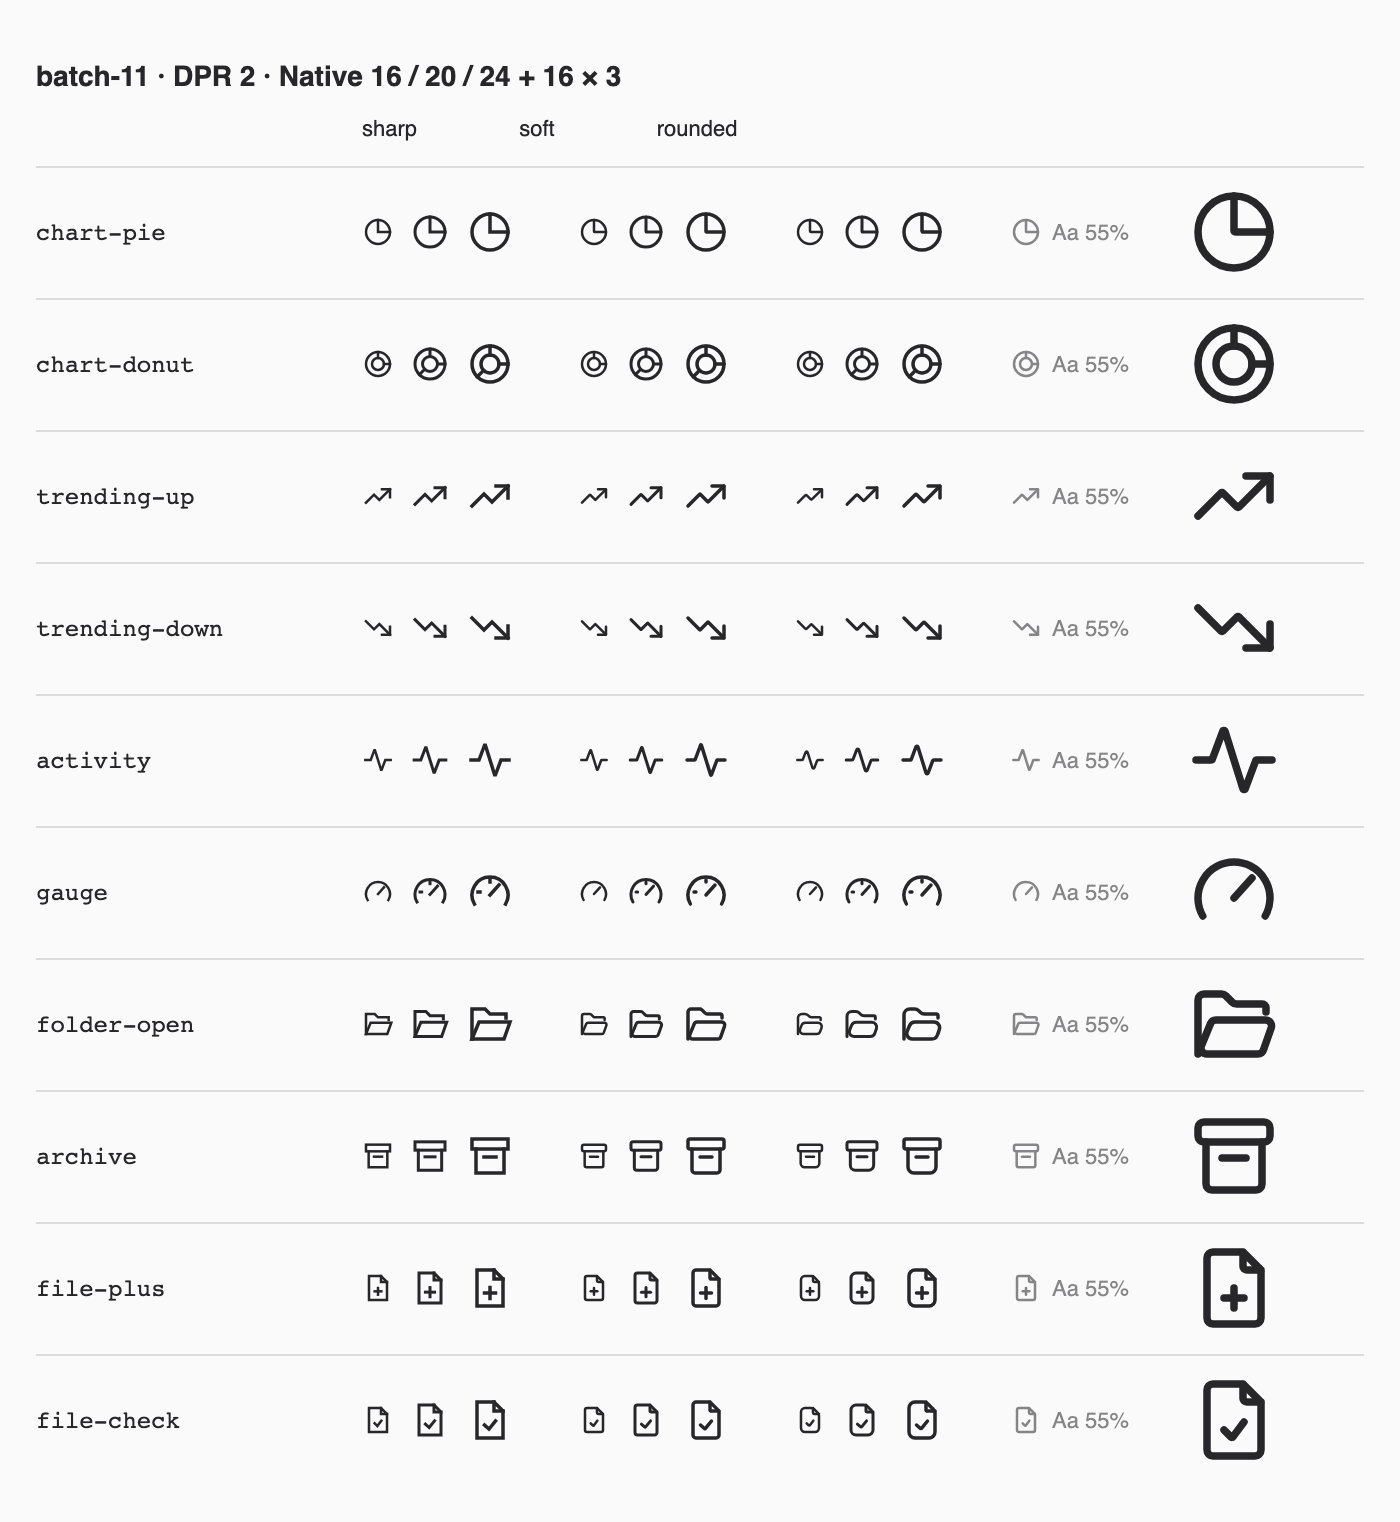 batch-11 · DPR 2 · Native 16 / 20 / 24 + 16 × 3
sharp soft rounded
chart-pie Aa 55%
chart-donut Aa 55%
trending-up Aa 55%
trending-down Aa 55%
activity Aa 55%
gauge Aa 55%
folder-open Aa 55%
archive Aa 55%
file-plus Aa 55%
file-check Aa 55%